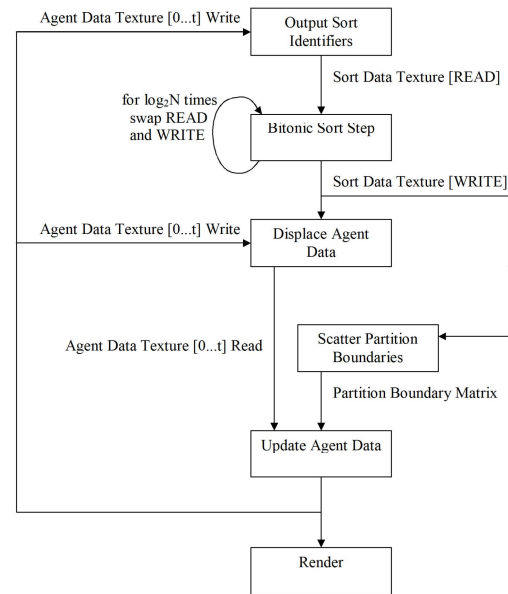 Agent Data Texture [0...t] Write
Output Sort
Identifiers
Sort Data Texture [READ]
for log₂N times
swap READ
and WRITE
Bitonic Sort Step
Sort Data Texture [WRITE]
Agent Data Texture [0...t] Write
Displace Agent
Data
Agent Data Texture [0...t] Read
Scatter Partition
Boundaries
Partition Boundary Matrix
Update Agent Data
Render